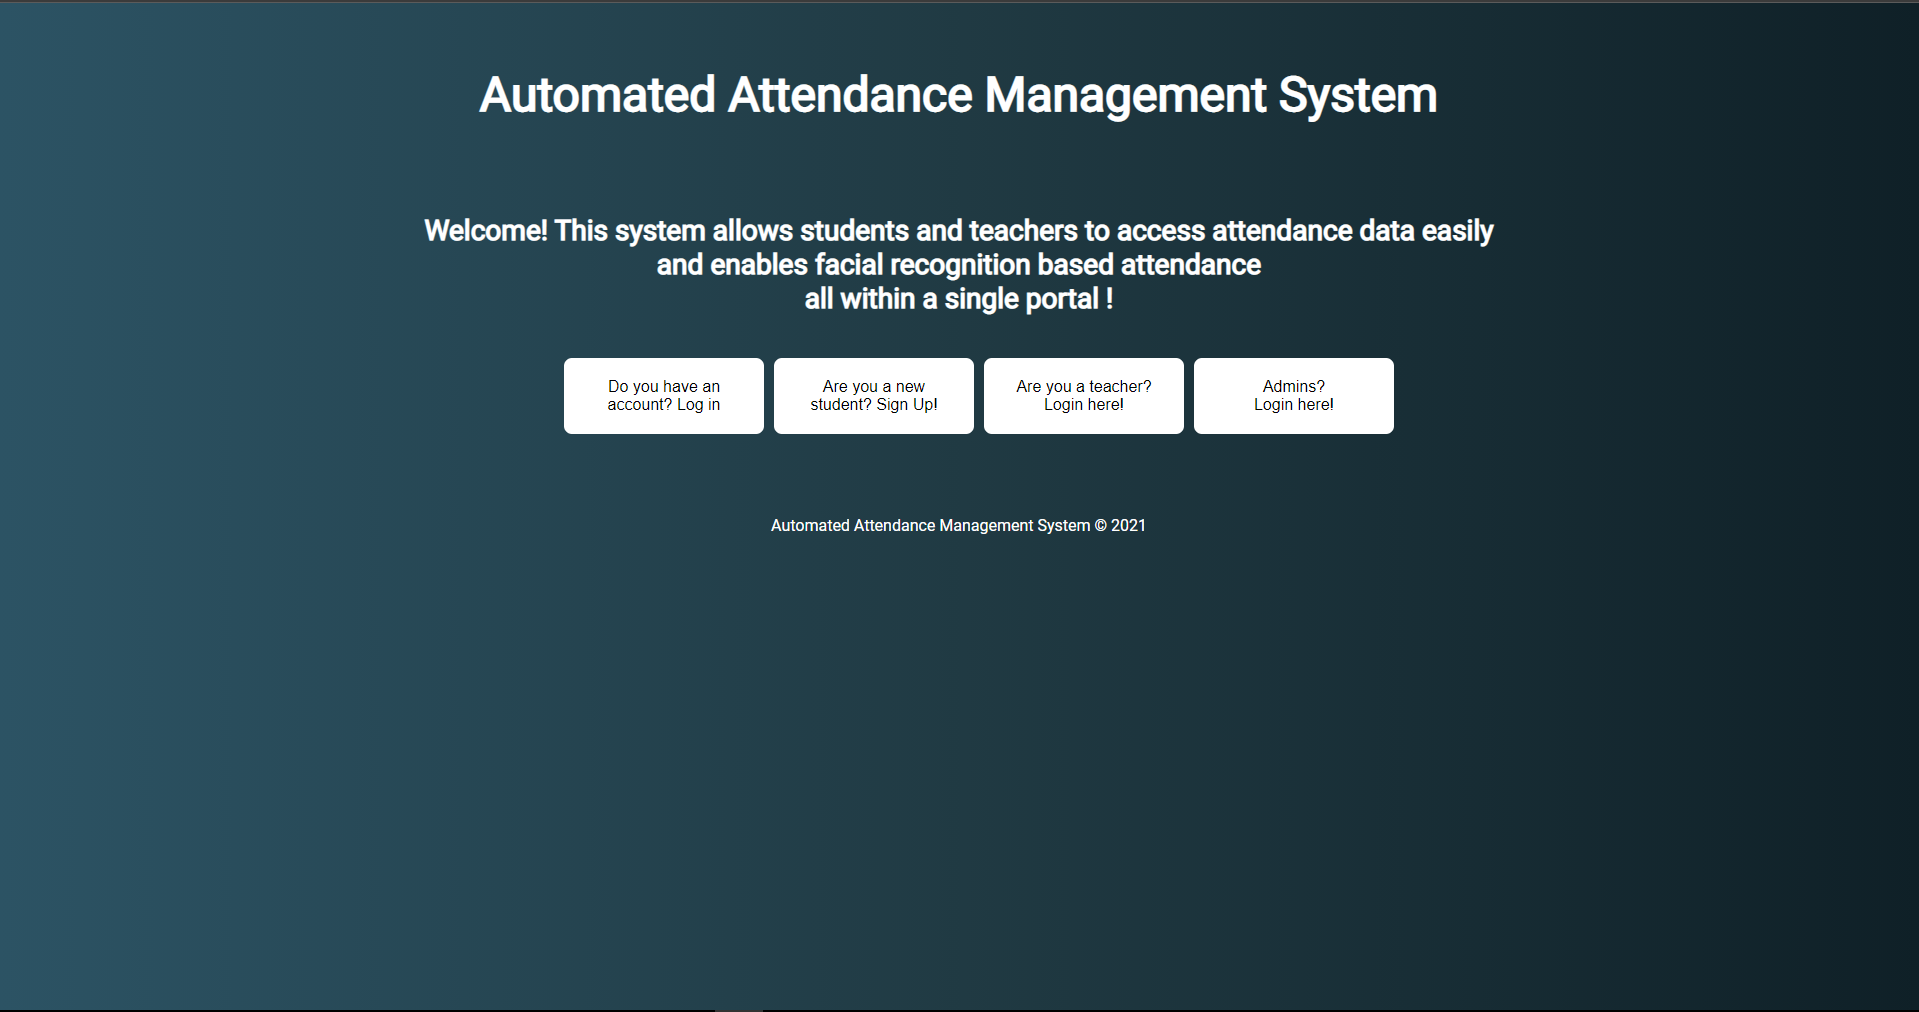 Automated Attendance Management System
Welcome! This system allows students and teachers to access attendance data easily
and enables facial recognition based attendance
all within a single portal !
Do you have an
account? Log in
Are you a new
student? Sign Up!
Are you a teacher?
Login here!
Admins?
Login here!
Automated Attendance Management System © 2021